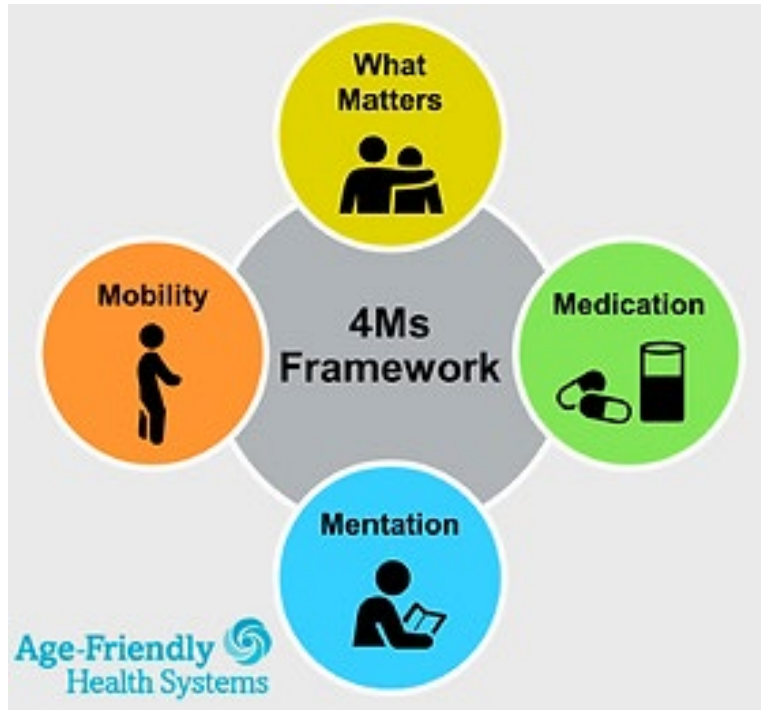 What
Matters
Mobility
4Ms
Framework
Medication
Mentation
Age-Friendly
Health Systems